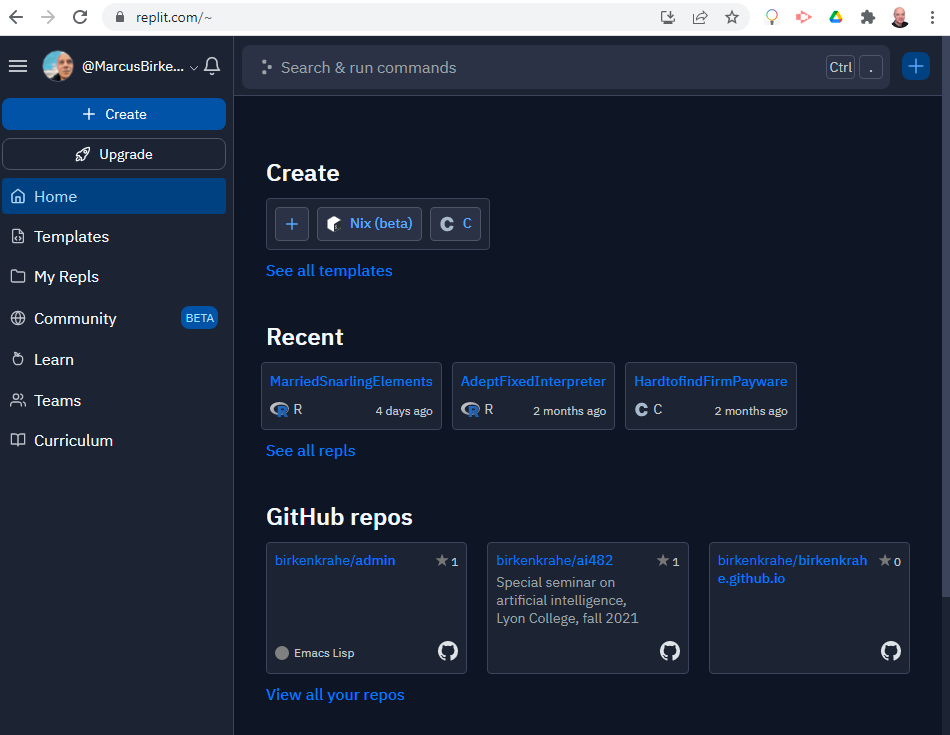 replit.com/~
@MarcusBirke...
Search & run commands
Ctrl .
+ Create
Upgrade
Home
Templates
My Repls
Community BETA
Learn
Teams
Curriculum
Create
+ Nix (beta) C C
See all templates
Recent
MarriedSnarlingElements
R 4 days ago
AdeptFixedInterpreter
R 2 months ago
HardtofindFirmPayware
C C 2 months ago
See all repls
GitHub repos
birkenkrahe/admin 1
Emacs Lisp
birkenkrahe/ai482 1
Special seminar on
artificial intelligence,
Lyon College, fall 2021
birkenkrahe/birkenkrah 0
e.github.io
View all your repos